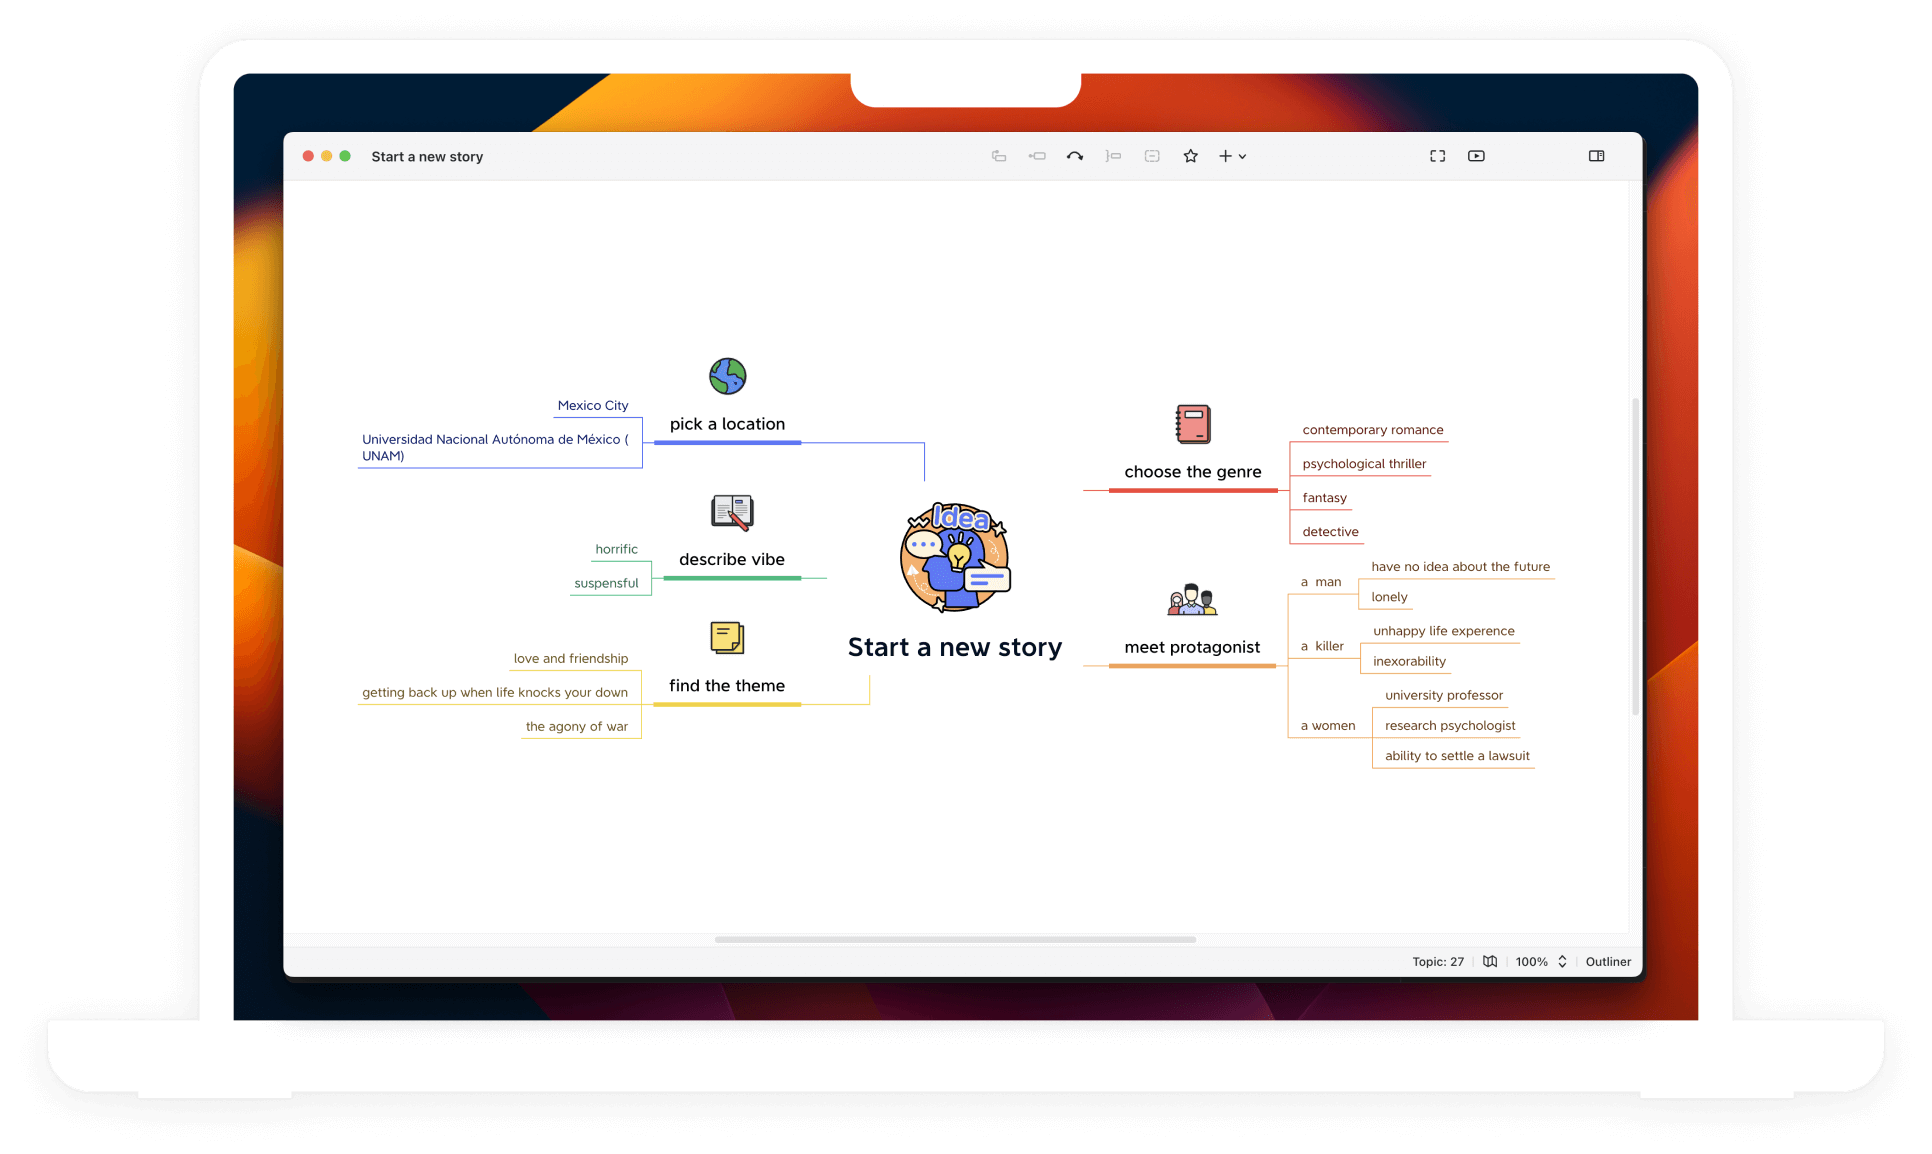 Start a new story
Mexico City
Universidad Nacional Autónoma de México (
UNAM)
pick a location
horrific
suspensful
describe vibe
love and friendship
getting back up when life knocks your down
the agony of war
find the theme
Idea
Start a new story
choose the genre
contemporary romance
psychological thriller
fantasy
detective
meet protagonist
a man
have no idea about the future
lonely
a killer
unhappy life experence
inexorability
a women
university professor
research psychologist
ability to settle a lawsuit
Topic: 27
100%
Outliner